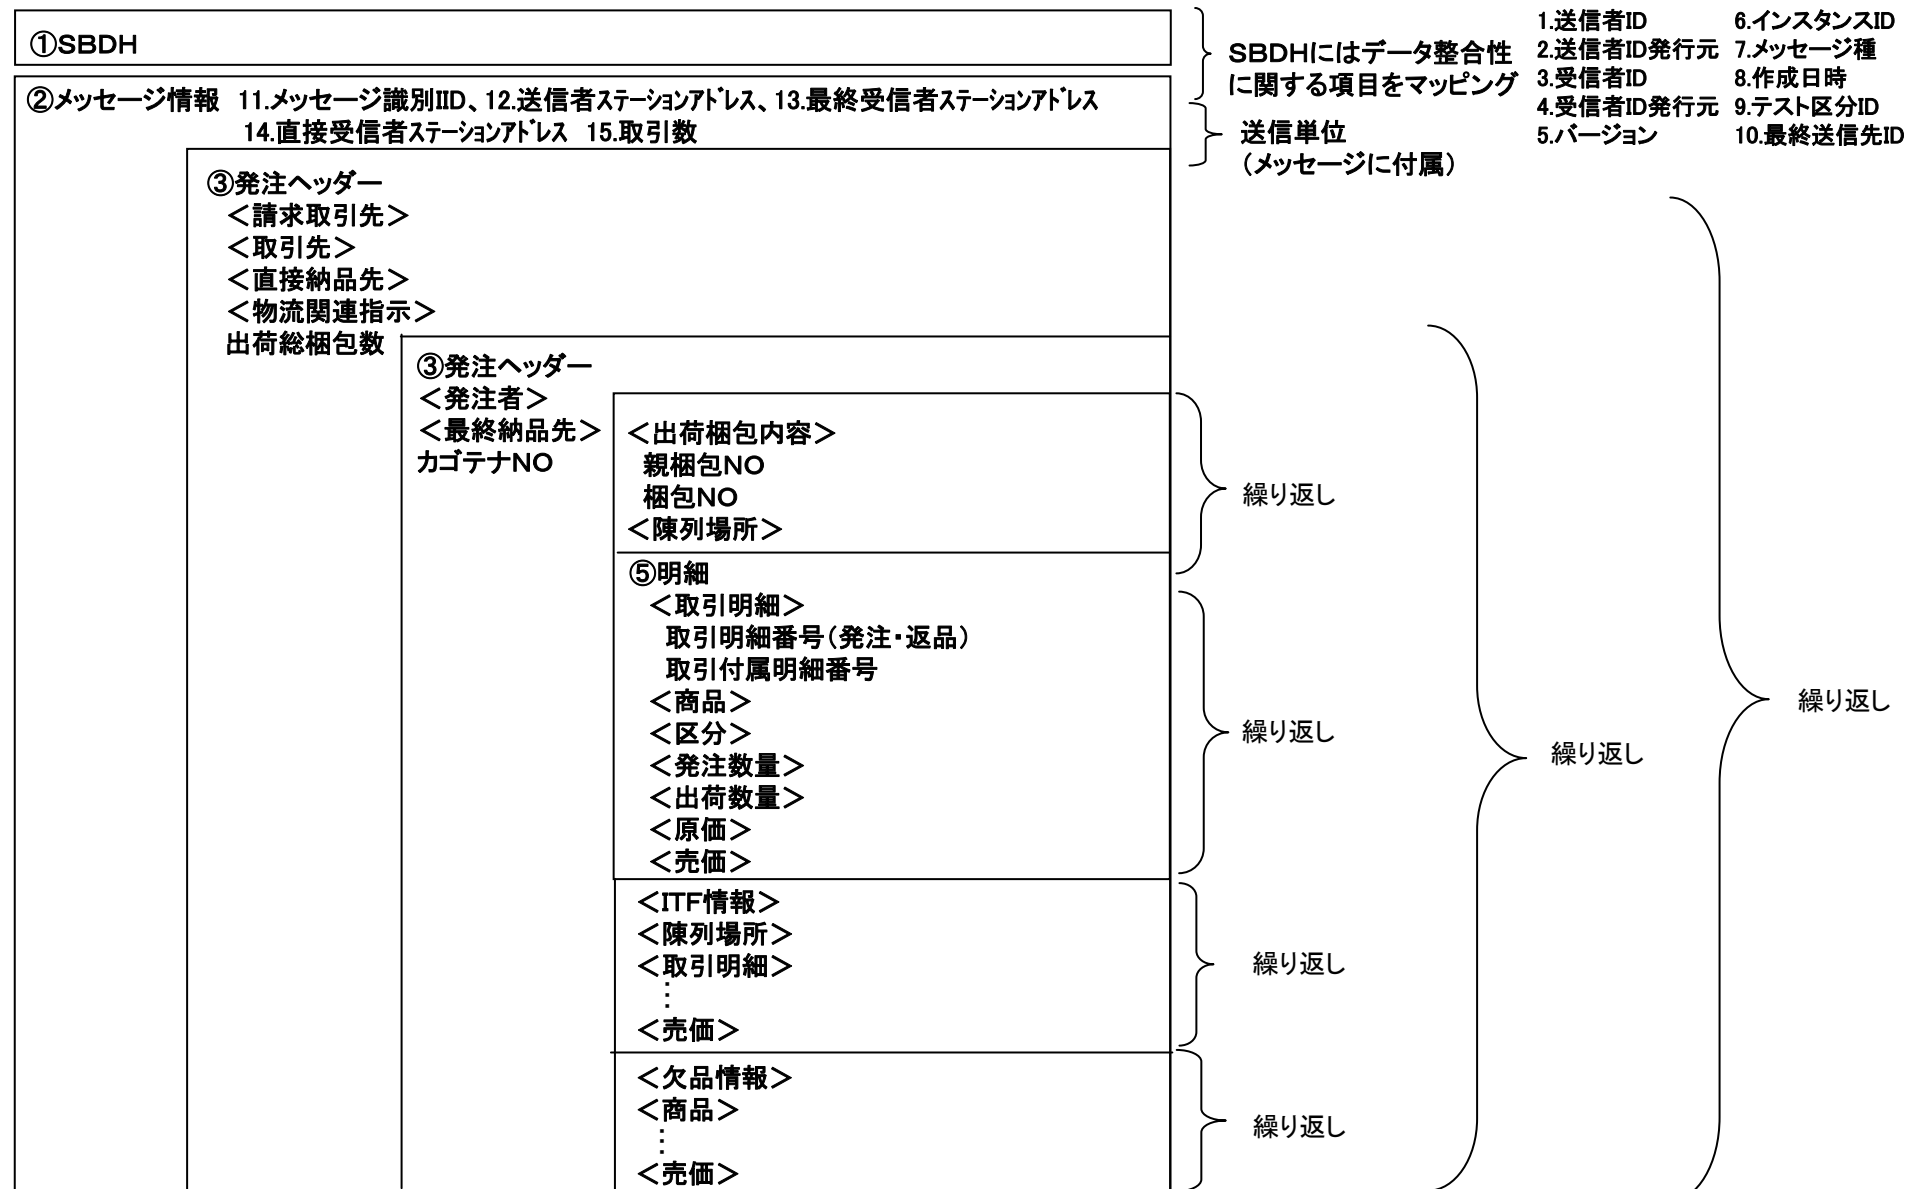 ①SBDH
SBDHにはデータ整合性
に関する項目をマッピング
1.送信者ID
2.送信者ID発行元
3.受信者ID
4.受信者ID発行元
5.バージョン
6.インスタンスID
7.メッセージ種
8.作成日時
9.テスト区分ID
10.最終送信先ID
②メッセージ情報 11.メッセージ識別IID、12.送信者ステーションアドレス、13.最終受信者ステーションアドレス
14.直接受信者ステーションアドレス 15.取引数
送信単位
(メッセージに付属)
③発注ヘッダー
<請求取引先>
<取引先>
<直接納品先>
<物流関連指示>
出荷総梱包数
③発注ヘッダー
<発注者>
<最終納品先>
カゴテナNO
<出荷梱包内容>
親梱包NO
梱包NO
<陳列場所>
繰り返し
⑤明細
<取引明細>
取引明細番号(発注・返品)
取引付属明細番号
<商品>
<区分>
<発注数量>
<出荷数量>
<原価>
<売価>
繰り返し
繰り返し
繰り返し
<ITF情報>
<陳列場所>
<取引明細>
⋮
<売価>
繰り返し
<欠品情報>
<商品>
⋮
<売価>
繰り返し